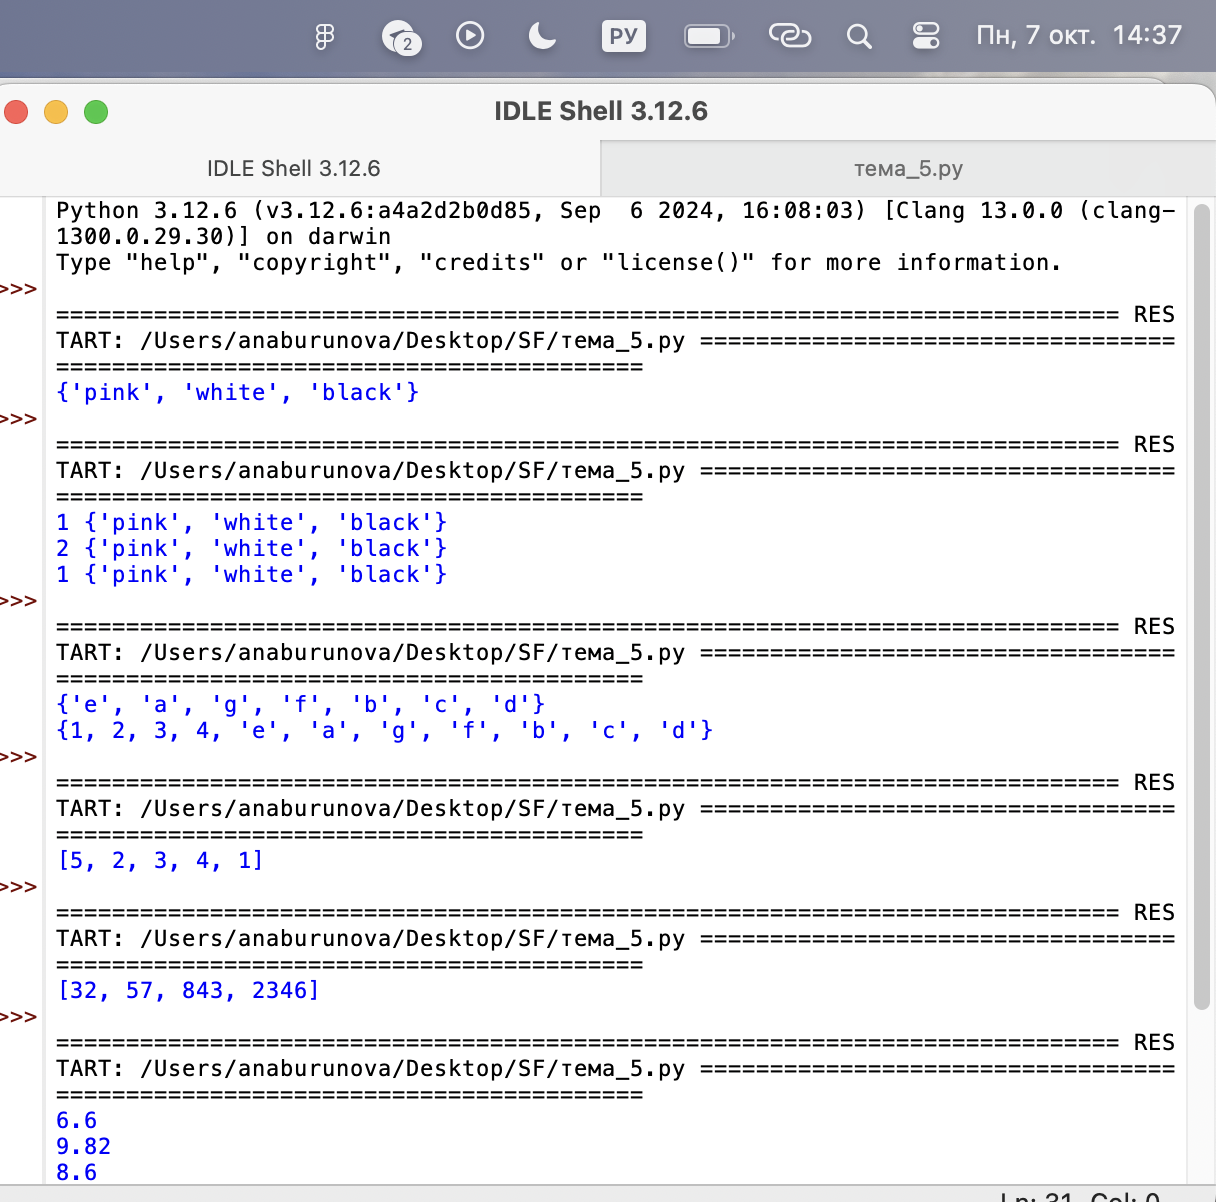 2
РУ
Пн, 7 окт. 14:37
IDLE Shell 3.12.6
IDLE Shell 3.12.6
тема_5.py
Python 3.12.6 (v3.12.6:a4a2d2b0d85, Sep  6 2024, 16:08:03) [Clang 13.0.0 (clang-
1300.0.29.30)] on darwin
Type "help", "copyright", "credits" or "license()" for more information.
>>>
============================================================================ RES
TART: /Users/anaburunova/Desktop/SF/тема_5.py ==================================
==========================================
{'pink', 'white', 'black'}
>>>
============================================================================ RES
TART: /Users/anaburunova/Desktop/SF/тема_5.py ==================================
==========================================
1 {'pink', 'white', 'black'}
2 {'pink', 'white', 'black'}
1 {'pink', 'white', 'black'}
>>>
============================================================================ RES
TART: /Users/anaburunova/Desktop/SF/тема_5.py ==================================
==========================================
{'e', 'a', 'g', 'f', 'b', 'c', 'd'}
{1, 2, 3, 4, 'e', 'a', 'g', 'f', 'b', 'c', 'd'}
>>>
============================================================================ RES
TART: /Users/anaburunova/Desktop/SF/тема_5.py ==================================
==========================================
[5, 2, 3, 4, 1]
>>>
============================================================================ RES
TART: /Users/anaburunova/Desktop/SF/тема_5.py ==================================
==========================================
[32, 57, 843, 2346]
>>>
============================================================================ RES
TART: /Users/anaburunova/Desktop/SF/тема_5.py ==================================
==========================================
6.6
9.82
8.6
Ln: 31 Col: 0